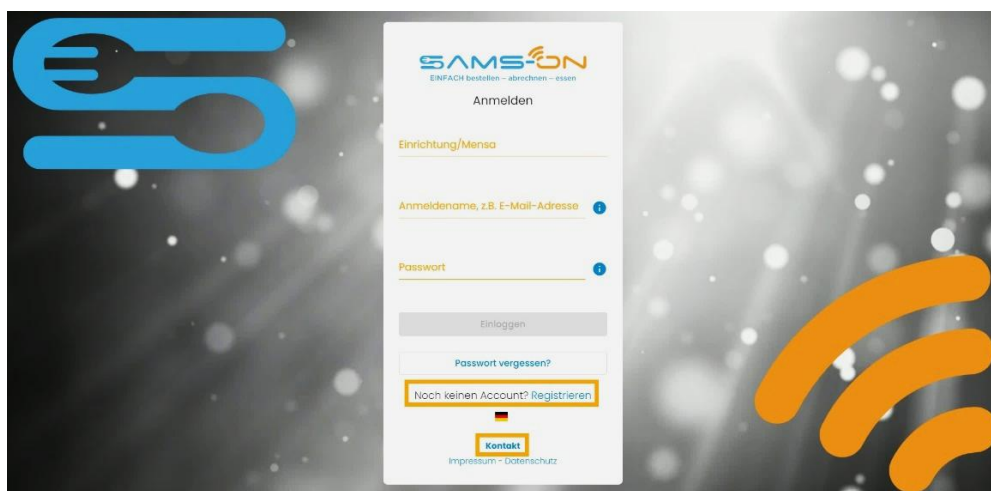 SAMS-ON
EINFACH bestellen – abrechnen – essen
Anmelden
Einrichtung/Mensa
Anmeldename, z.B. E-Mail-Adresse
Passwort
Einloggen
Passwort vergessen?
Noch keinen Account? Registrieren
Kontakt
Impressum - Datenschutz